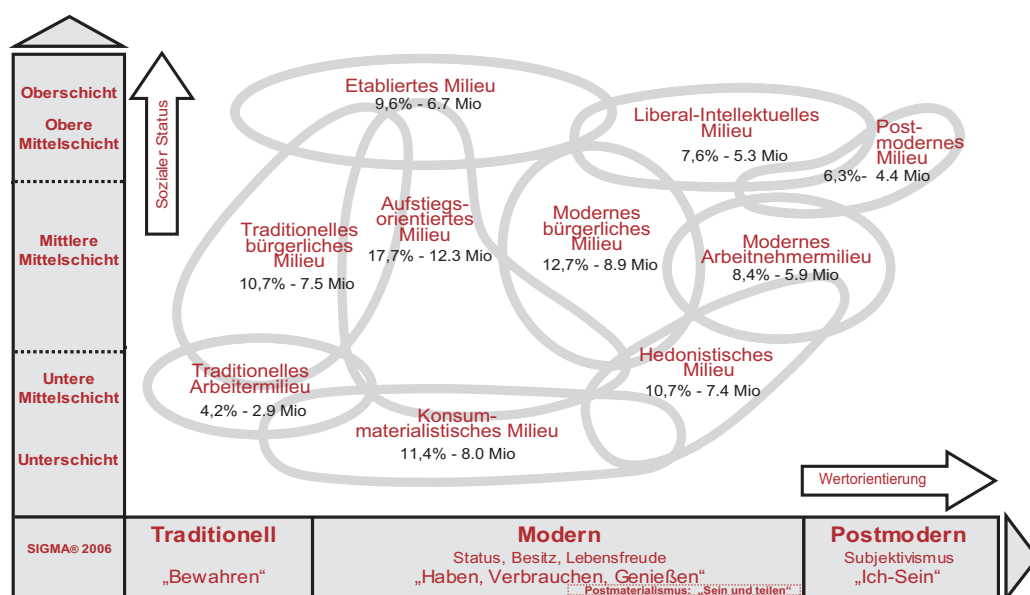 Oberschicht
Obere
Mittelschicht
Mittlere
Mittelschicht
Untere
Mittelschicht
Unterschicht
Sozialer Status
Etabliertes Milieu
9,6% - 6.7 Mio
Liberal-Intellektuelles
Milieu
7,6% - 5.3 Mio
Post-
modernes
Milieu
6,3%- 4.4 Mio
Traditionelles
bürgerliches
Milieu
10,7% - 7.5 Mio
Aufstiegs-
orientiertes
Milieu
17,7% - 12.3 Mio
Modernes
bürgerliches
Milieu
12,7% - 8.9 Mio
Modernes
Arbeitnehmermilieu
8,4% - 5.9 Mio
Traditionelles
Arbeitermilieu
4,2% - 2.9 Mio
Hedonistisches
Milieu
10,7% - 7.4 Mio
Konsum-
materialistisches Milieu
11,4% - 8.0 Mio
Wertorientierung
SIGMA® 2006
Traditionell
„Bewahren“
Modern
Status, Besitz, Lebensfreude
„Haben, Verbrauchen, Genießen“
Postmaterialismus: „Sein und teilen“
Postmodern
Subjektivismus
„Ich-Sein“